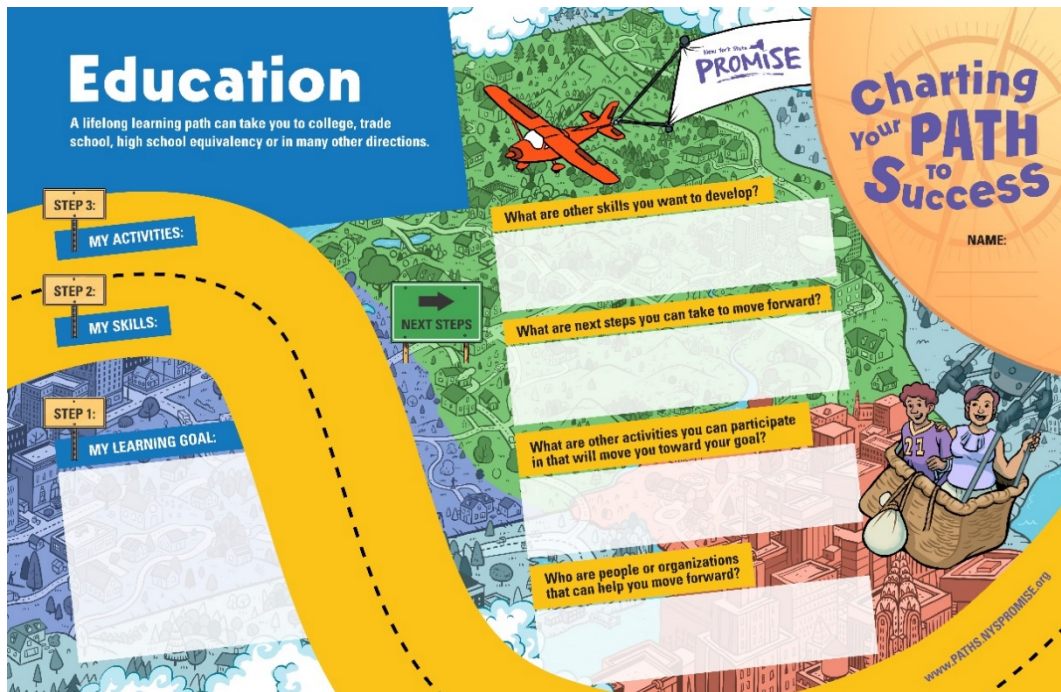 Education
A lifelong learning path can take you to college, trade
school, high school equivalency or in many other directions.
STEP 3:
MY ACTIVITIES:
STEP 2:
MY SKILLS:
STEP 1:
MY LEARNING GOAL:
NEXT STEPS
New York State
PROMISE
What are other skills you want to develop?
What are next steps you can take to move forward?
What are other activities you can participate
in that will move you toward your goal?
Who are people or organizations
that can help you move forward?
Charting
Your PATH
TO
Success
NAME:
27
www.PATHS.NYSPROMISE.org